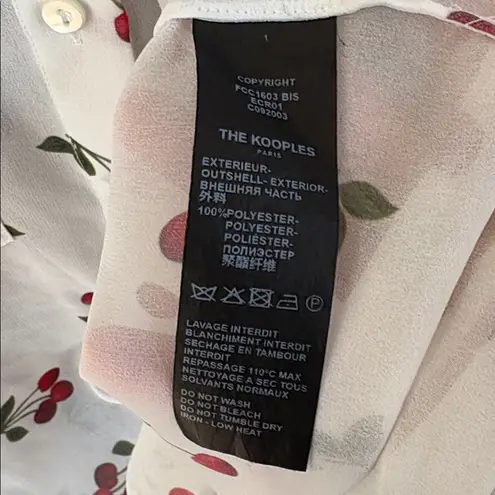 1
COPYRIGHT
FCC1603 BIS
ECR01
C092003
THE KOOPLES
PARIS
EXTERIEUR-
OUTSHELL- EXTERIOR-
ВНЕШНЯЯ ЧАСТЬ
外料
100%POLYESTER-
POLYESTER-
POLIÉSTER-
ПОЛИЭСТЕР
聚酯纤维
P
LAVAGE INTERDIT
BLANCHIMENT INTERDIT
SECHAGE EN TAMBOUR
INTERDIT
REPASSAGE 110°C MAX
NETTOYAGE A SEC TOUS
SOLVANTS NORMAUX
DO NOT WASH
DO NOT BLEACH
DO NOT TUMBLE DRY
IRON - LOW HEAT